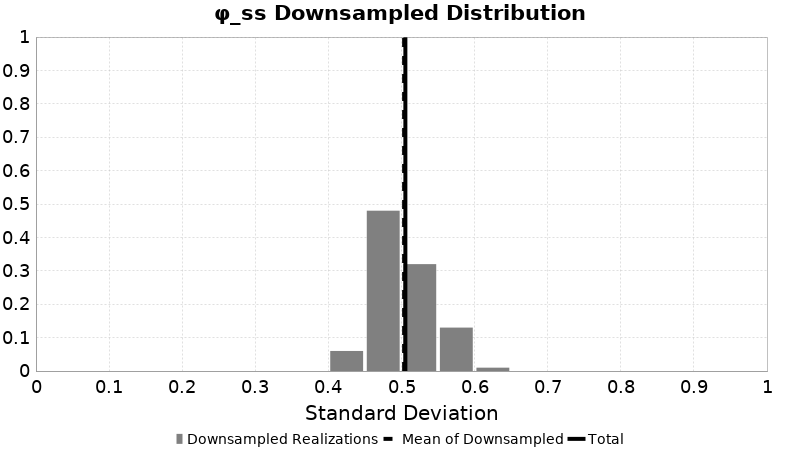 φ_ss Downsampled Distribution
1
0.9
0.8
0.7
0.6
0.5
0.4
0.3
0.2
0.1
0
0 0.1 0.2 0.3 0.4 0.5 0.6 0.7 0.8 0.9 1
Standard Deviation
Downsampled Realizations Mean of Downsampled Total